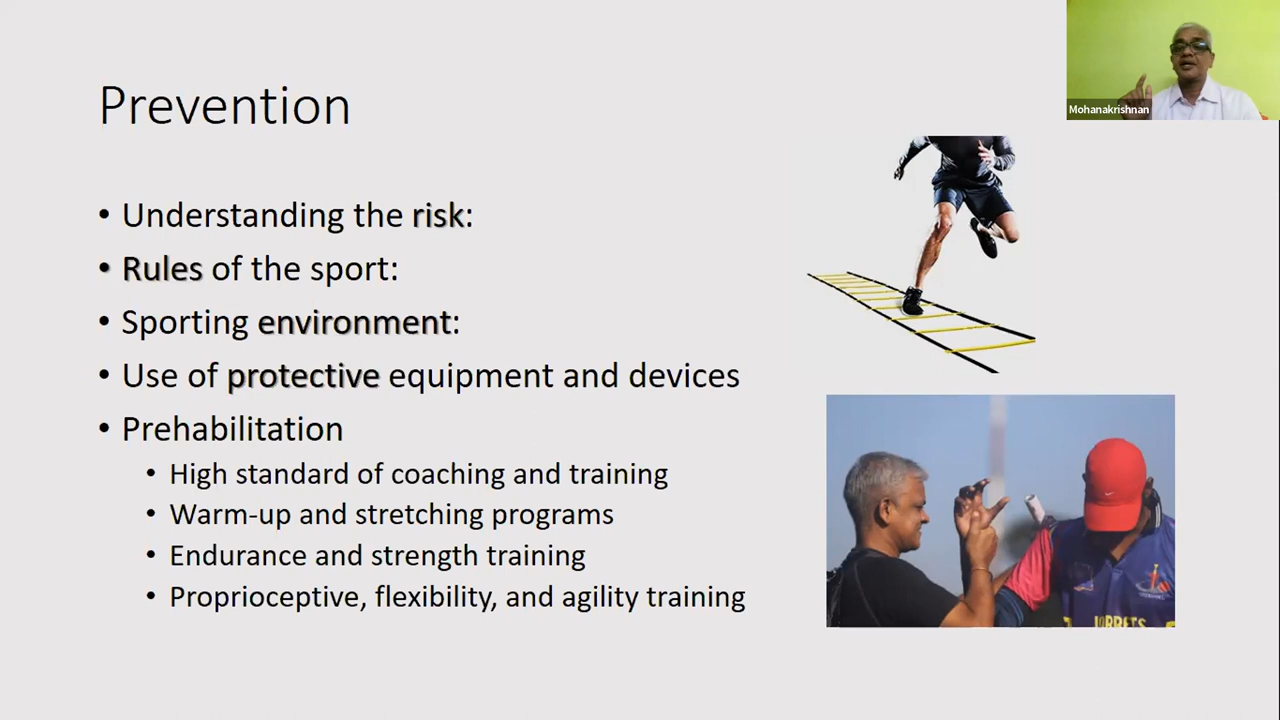 Prevention
Mohanakrishnan
• Understanding the risk:
• Rules of the sport:
• Sporting environment:
• Use of protective equipment and devices
• Prehabilitation
• High standard of coaching and training
• Warm-up and stretching programs
• Endurance and strength training
• Proprioceptive, flexibility, and agility training